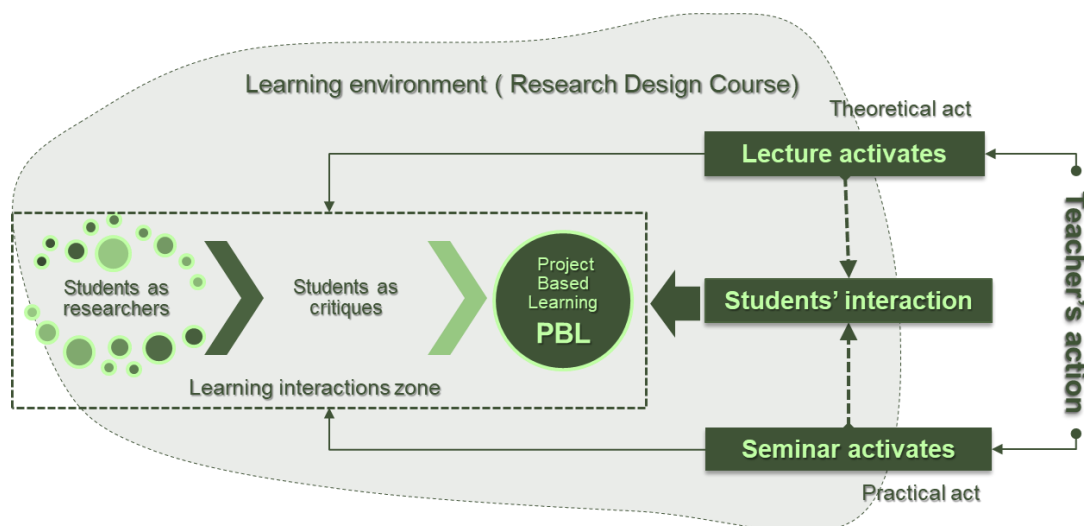 Learning environment ( Research Design Course)
Theoretical act
Lecture activates
Students as
researchers
Students as
critiques
Project
Based
Learning
PBL
Students’ interaction
Teacher’s action
Learning interactions zone
Seminar activates
Practical act